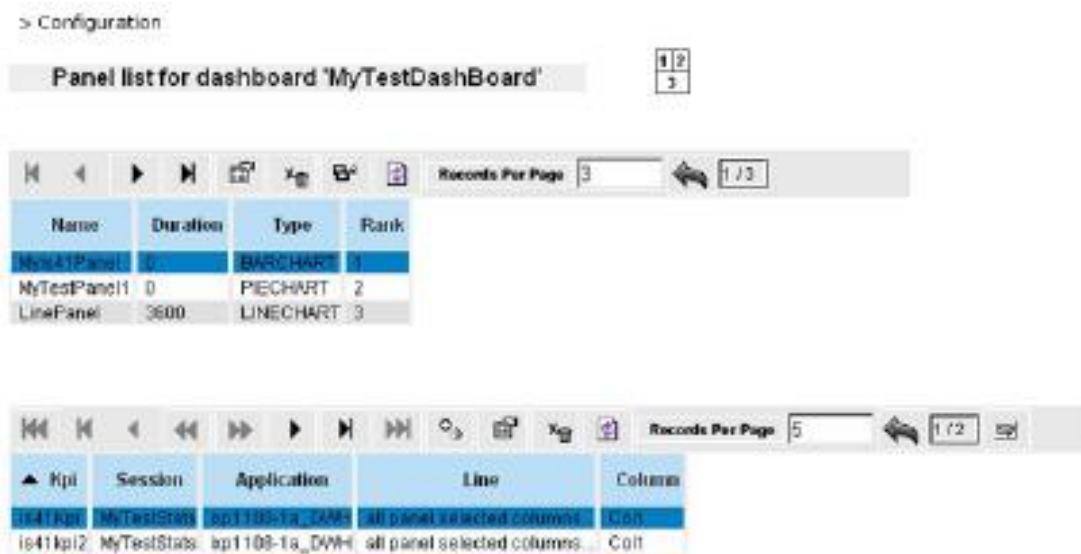 > Configuration
Panel list for dashboard 'MyTestDashBoard'
1 2
3
Records Per Page 3 1 / 3
Name Duration Type Rank
MyIs41Panel 0 BARCHART 1
MyTestPanel1 0 PIECHART 2
LinePanel 3600 LINECHART 3
Records Per Page 5 1 / 2
Kpi Session Application Line Column
is41kpi MyTestStats all panel selected columns... Col1
is41kpi2 MyTestStats all panel selected columns... Col1